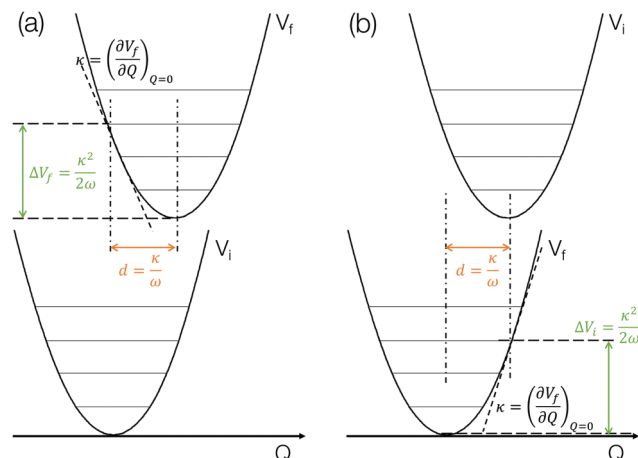 (a)
V_f
κ = (∂V_f/∂Q)_{Q=0}
ΔV_f = κ²/2ω
d = κ/ω
V_i
Q
(b)
V_i
d = κ/ω
V_f
ΔV_i = κ²/2ω
κ = (∂V_f/∂Q)_{Q=0}
Q